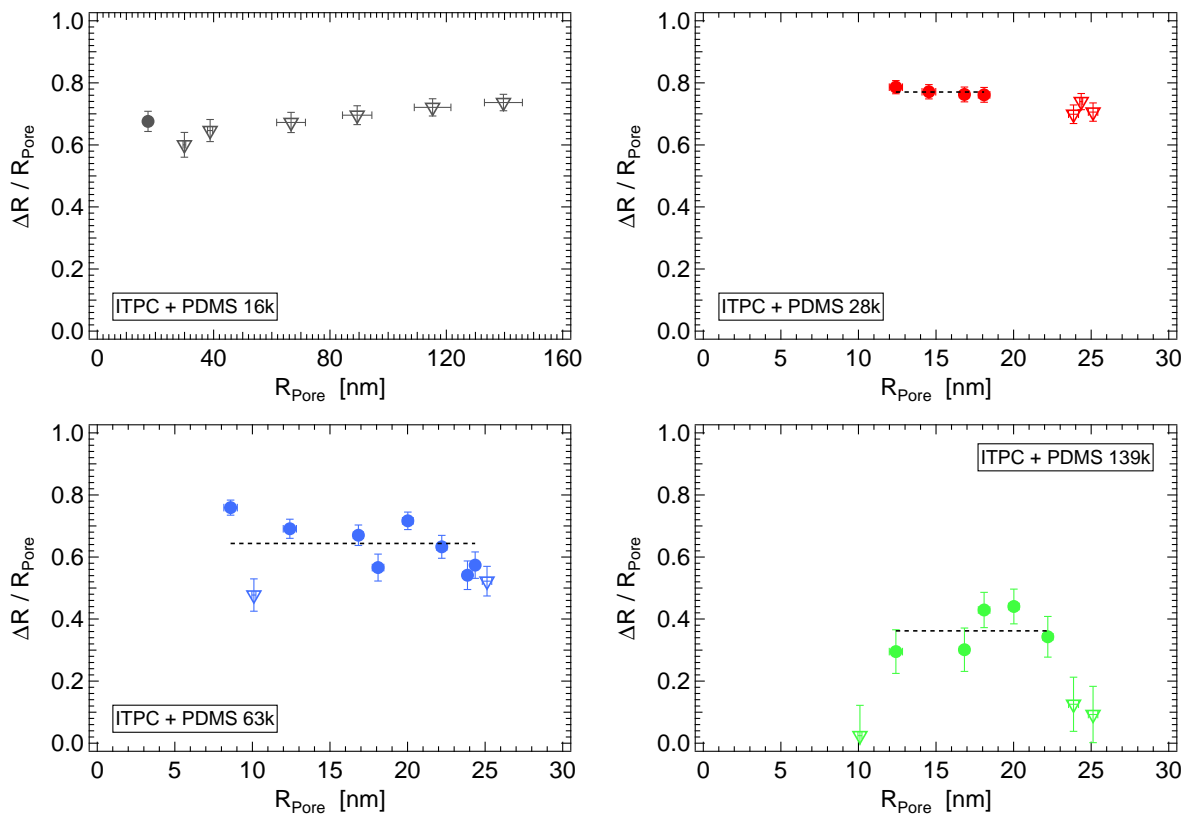 1.0
0.8
0.6
0.4
0.2
0.0
ΔR / R_Pore
ITPC + PDMS 16k
0 40 80 120 160
R_Pore [nm]
1.0
0.8
0.6
0.4
0.2
0.0
ΔR / R_Pore
ITPC + PDMS 28k
0 5 10 15 20 25 30
R_Pore [nm]
1.0
0.8
0.6
0.4
0.2
0.0
ΔR / R_Pore
ITPC + PDMS 63k
0 5 10 15 20 25 30
R_Pore [nm]
1.0
0.8
0.6
0.4
0.2
0.0
ΔR / R_Pore
ITPC + PDMS 139k
0 5 10 15 20 25 30
R_Pore [nm]